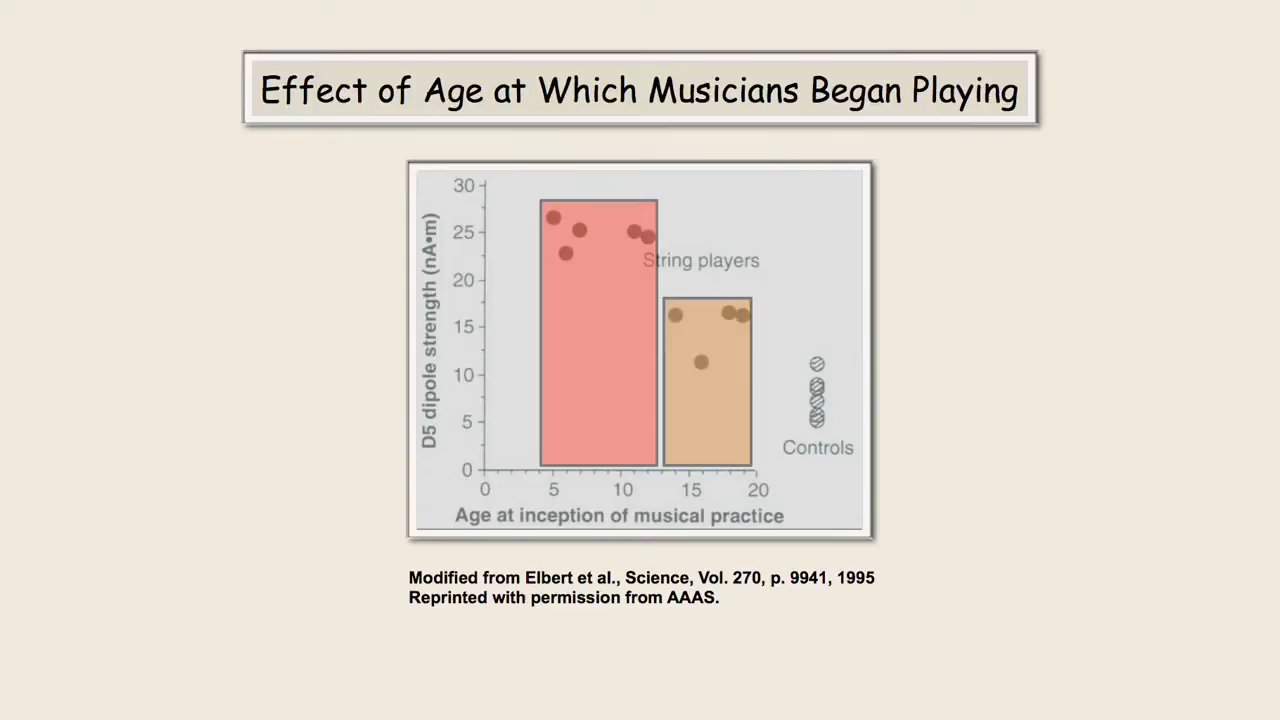 Effect of Age at Which Musicians Began Playing
30
25
20
15
10
5
0
D5 dipole strength (nA•m)
String players
Controls
0 5 10 15 20
Age at inception of musical practice
Modified from Elbert et al., Science, Vol. 270, p. 9941, 1995
Reprinted with permission from AAAS.